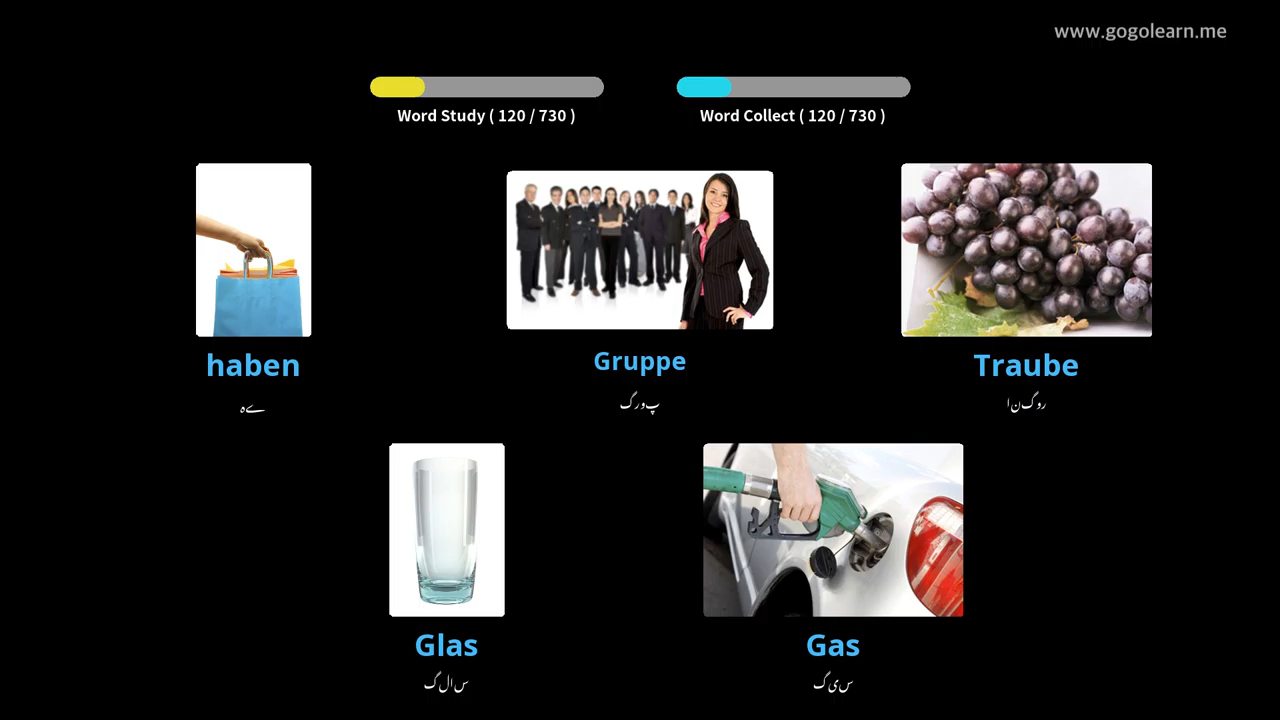 www.gogolearn.me
Word Study ( 120 / 730 )
Word Collect ( 120 / 730 )
haben
ےہ
Gruppe
پورگ
Traube
روگنا
Glas
سالگ
Gas
سیگ